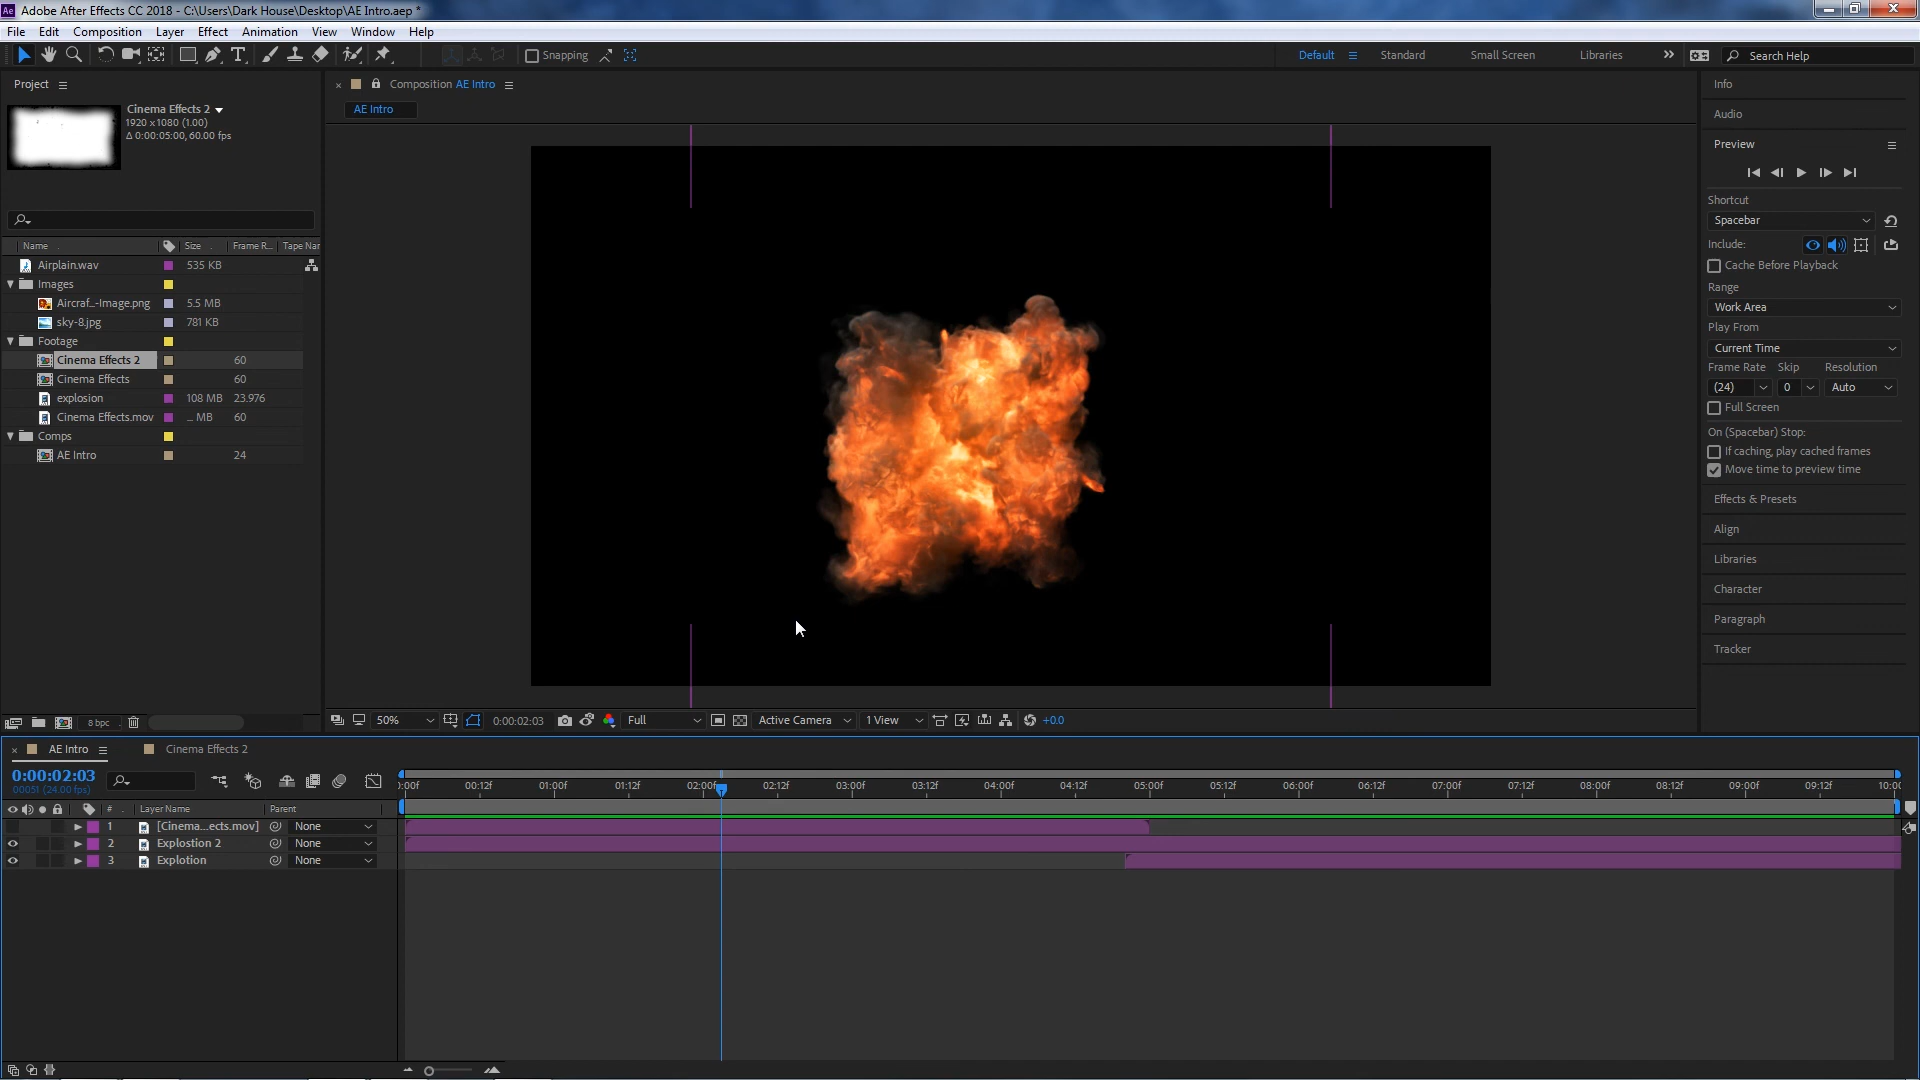 Adobe After Effects CC 2018 - C:\Users\Dark House\Desktop\AE Intro.aep *
File Edit Composition Layer Effect Animation View Window Help
Snapping Default Standard Small Screen Libraries Search Help
Project
Cinema Effects 2
1920 x 1080 (1.00)
Δ 0:00:05:00, 60.00 fps
Name Size Frame R... Tape Nar
Airplain.wav 535 KB
Images
Aircraf...-Image.png 5.5 MB
sky-8.jpg 781 KB
Footage
Cinema Effects 2 60
Cinema Effects 60
explosion 108 MB 23.976
Cinema Effects.mov ... MB 60
Comps
AE Intro 24
8 bpc
Composition AE Intro
AE Intro
50% 0:00:02:03 Full Active Camera 1 View +0.0
Info
Audio
Preview
Shortcut
Spacebar
Include:
Cache Before Playback
Range
Work Area
Play From
Current Time
Frame Rate Skip Resolution
(24) 0 Auto
Full Screen
On (Spacebar) Stop:
If caching, play cached frames
Move time to preview time
Effects & Presets
Align
Libraries
Character
Paragraph
Tracker
AE Intro Cinema Effects 2
0:00:02:03
00051 (24.00 fps)
):00f 00:12f 01:00f 01:12f 02:00f 02:12f 03:00f 03:12f 04:00f 04:12f 05:00f 05:12f 06:00f 06:12f 07:00f 07:12f 08:00f 08:12f 09:00f 09:12f 10:00
# Layer Name Parent
1 [Cinema...ects.mov] None
2 Explostion 2 None
3 Explotion None